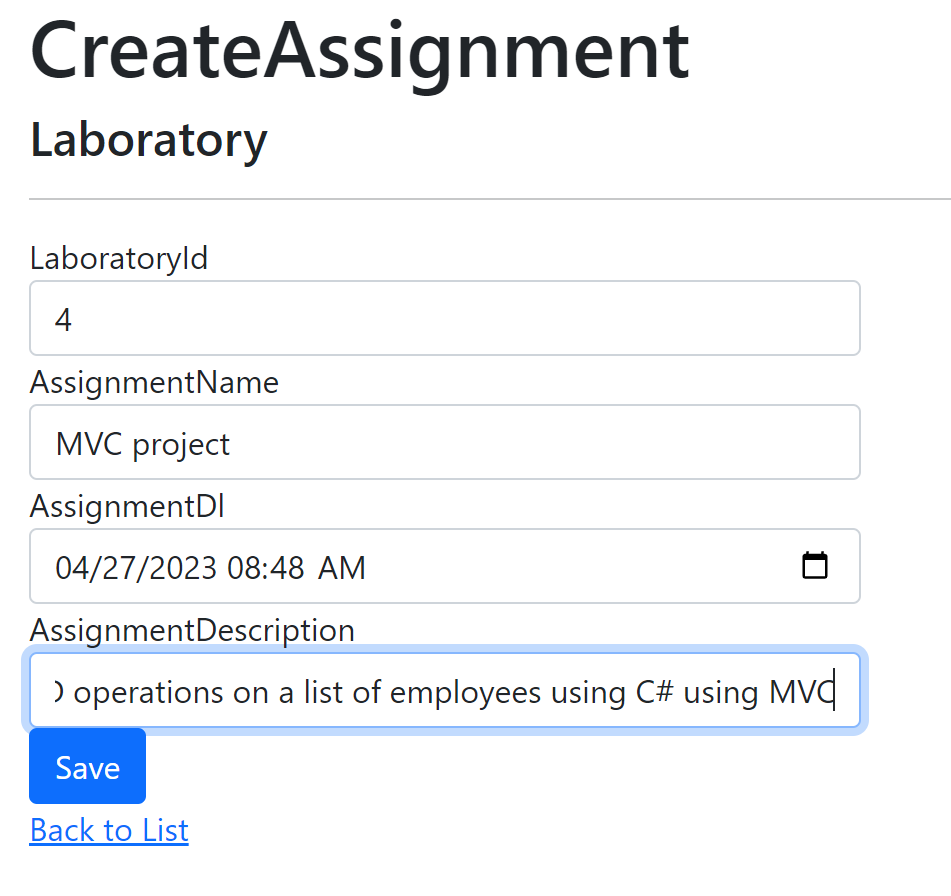 CreateAssignment
Laboratory
LaboratoryId
4
AssignmentName
MVC project
AssignmentDl
04/27/2023 08:48 AM
AssignmentDescription
operations on a list of employees using C# using MVC
Save
Back to List